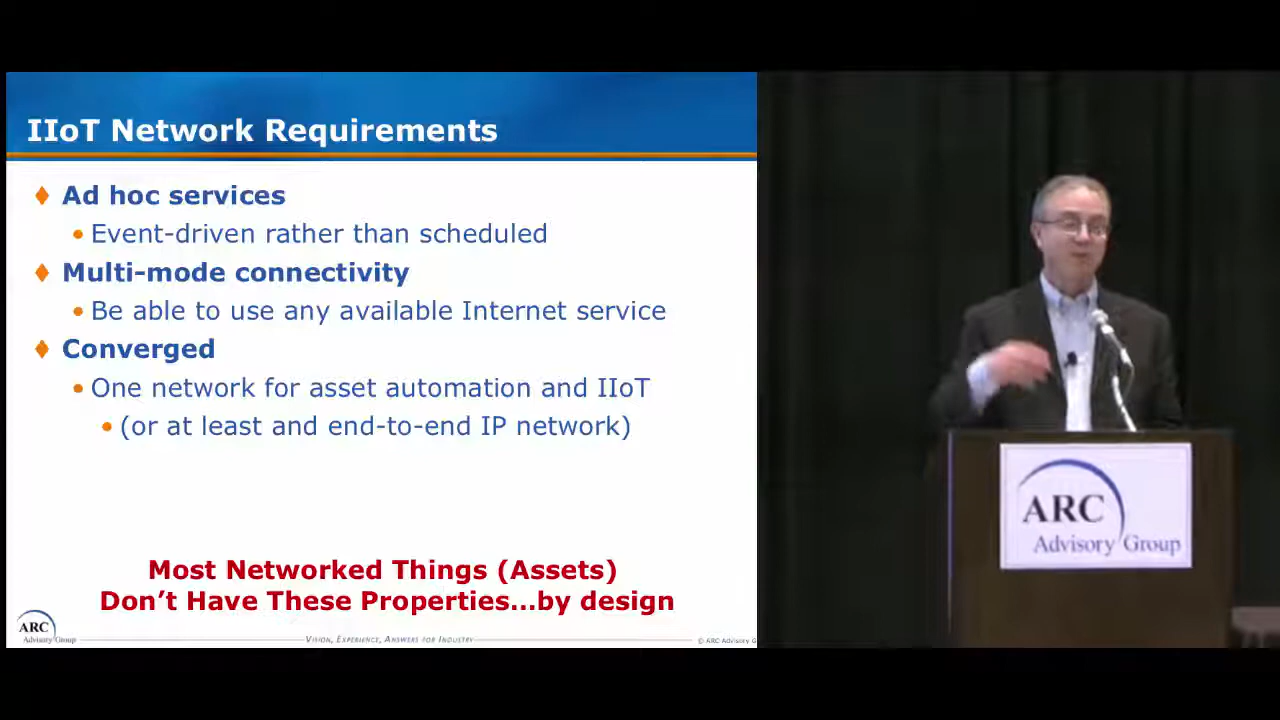 IIoT Network Requirements
Ad hoc services
Event-driven rather than scheduled
Multi-mode connectivity
Be able to use any available Internet service
Converged
One network for asset automation and IIoT
(or at least and end-to-end IP network)
Most Networked Things (Assets)
Don't Have These Properties...by design
ARC
Advisory Group
VISION, EXPERIENCE, ANSWERS FOR INDUSTRY
© ARC Advisory G
ARC
Advisory Group